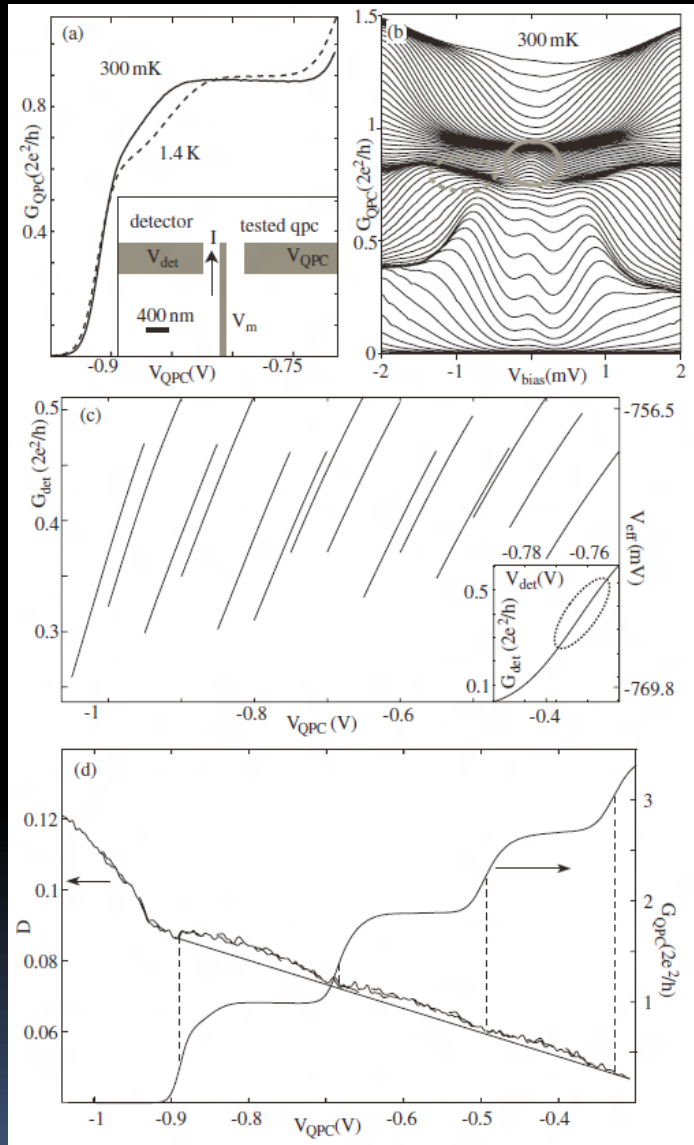 (a)
300 mK
1.4 K
G_QPC(2e²/h)
0.8
0.4
detector
I
tested qpc
V_det
V_QPC
400 nm
V_m
-0.9
-0.75
V_QPC(V)
(b)
300 mK
G_QPC(2e²/h)
1.5
1
0.5
0
-2
-1
0
1
2
V_bias(mV)
(c)
G_det (2e²/h)
0.5
0.4
0.3
-756.5
V_eff(mV)
-769.8
-0.78
-0.76
V_det(V)
G_det (2e²/h)
0.5
0.1
-1
-0.8
-0.6
-0.4
V_QPC (V)
(d)
D
0.12
0.1
0.08
0.06
3
2
1
G_QPC(2e²/h)
-1
-0.9
-0.8
-0.7
-0.6
-0.5
-0.4
V_QPC(V)